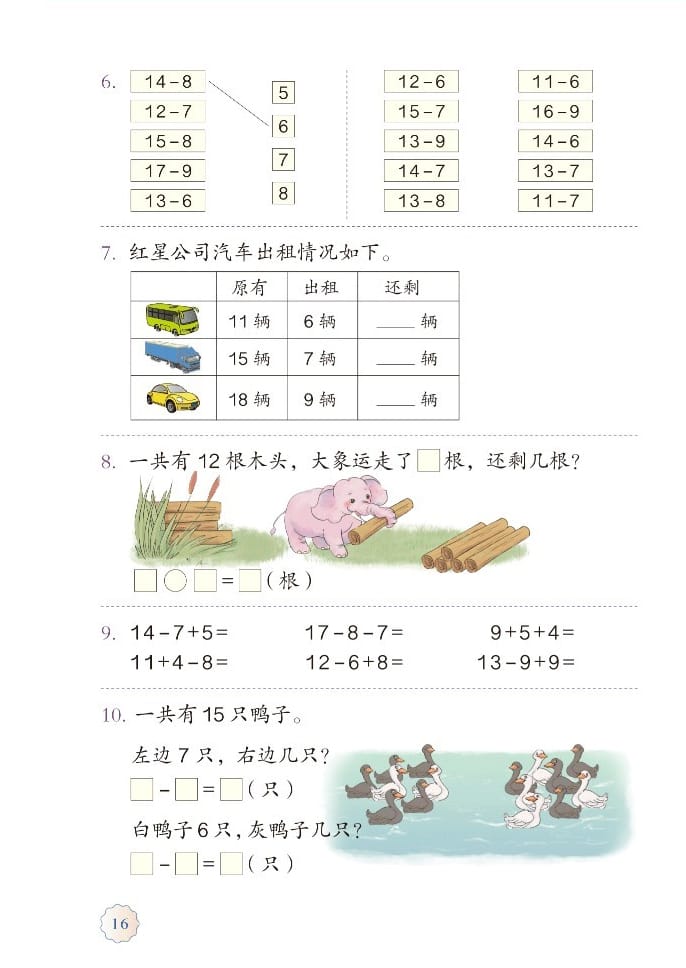 6. 14－8 5 12－6 11－6
12－7 6 15－7 16－9
15－8 7 13－9 14－6
17－9 8 14－7 13－7
13－6 13－8 11－7
7. 红星公司汽车出租情况如下。
原有 出租 还剩
11 辆 6 辆 ____ 辆
15 辆 7 辆 ____ 辆
18 辆 9 辆 ____ 辆
8. 一共有 12 根木头，大象运走了□根，还剩几根？
□○□=□（根）
9. 14－7+5= 17－8－7= 9+5+4=
11+4－8= 12－6+8= 13－9+9=
10. 一共有 15 只鸭子。
左边 7 只，右边几只？
□－□=□（只）
白鸭子 6 只，灰鸭子几只？
□－□=□（只）
16